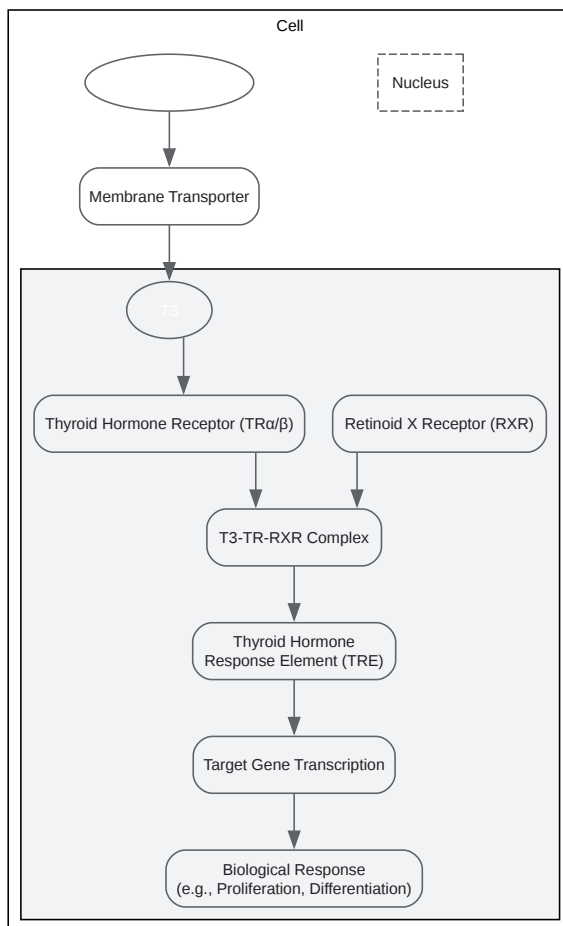 Cell
Nucleus
Membrane Transporter
T3
Thyroid Hormone Receptor (TRα/β)
Retinoid X Receptor (RXR)
T3-TR-RXR Complex
Thyroid Hormone
Response Element (TRE)
Target Gene Transcription
Biological Response
(e.g., Proliferation, Differentiation)